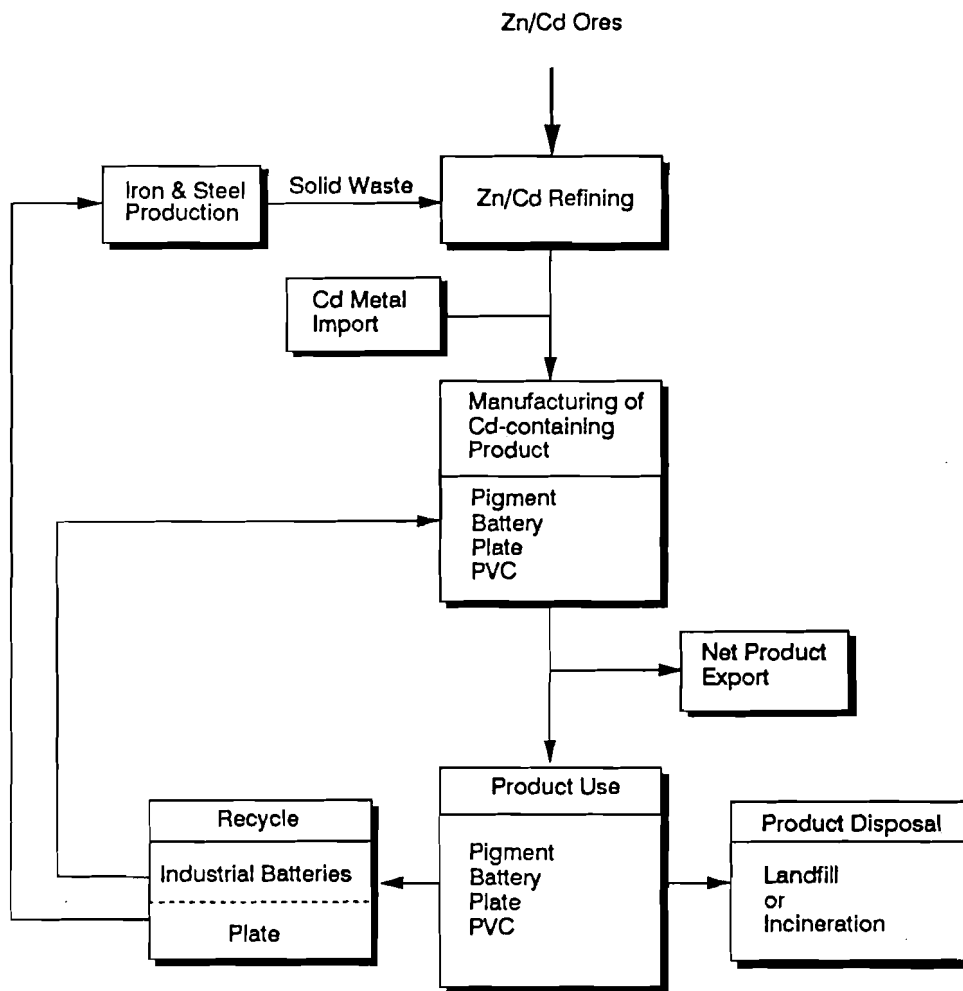 Zn/Cd Ores
Iron & Steel
Production
Solid Waste
Zn/Cd Refining
Cd Metal
Import
Manufacturing of
Cd-containing
Product
Pigment
Battery
Plate
PVC
Net Product
Export
Recycle
Industrial Batteries
Plate
Product Use
Pigment
Battery
Plate
PVC
Product Disposal
Landfill
or
Incineration